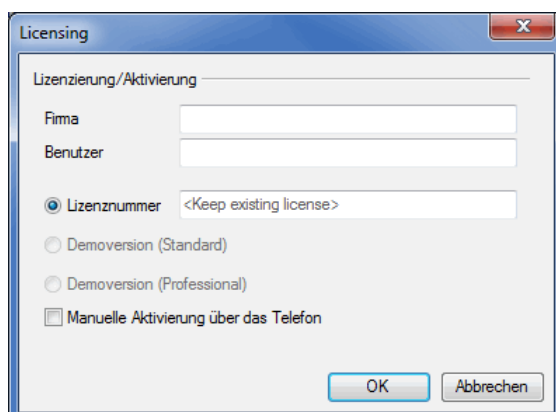 Licensing
Lizenzierung/Aktivierung
Firma
Benutzer
Lizenznummer <Keep existing license>
Demoversion (Standard)
Demoversion (Professional)
Manuelle Aktivierung über das Telefon
OK Abbrechen